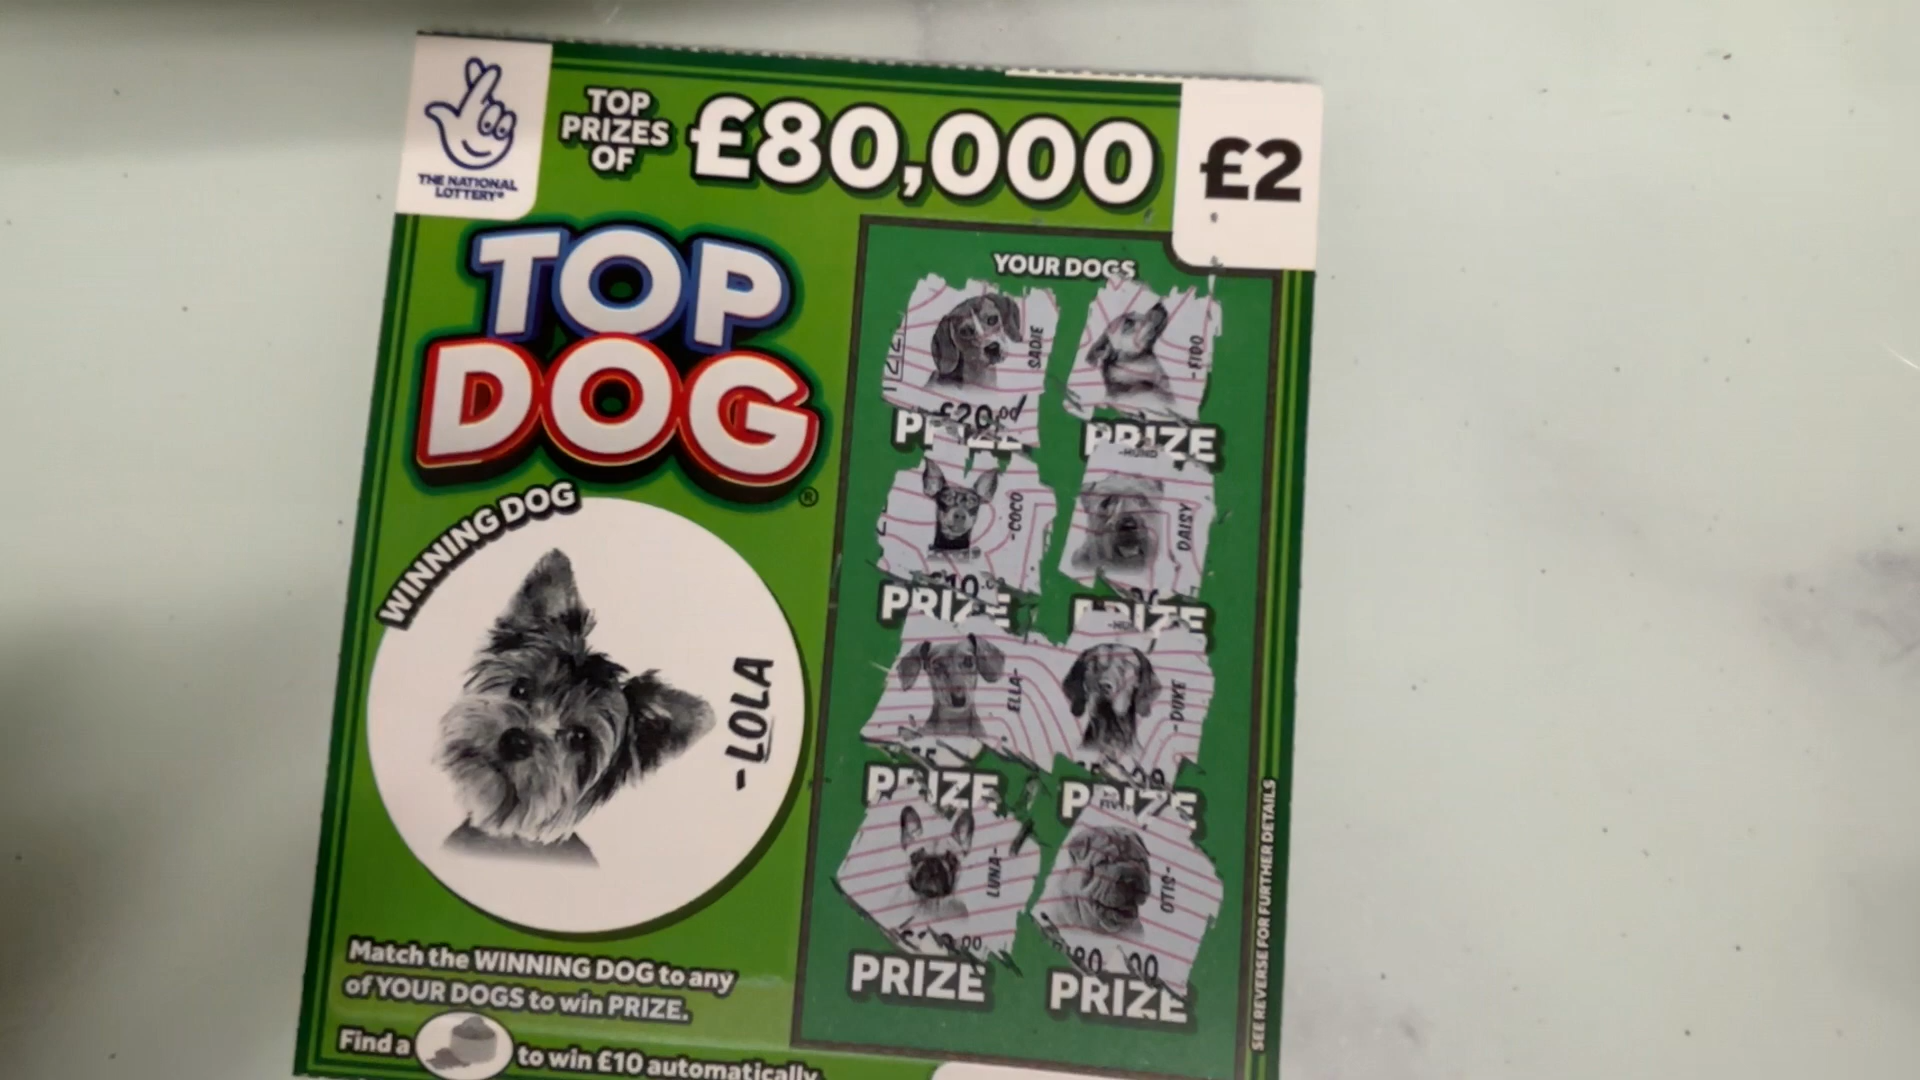 THE NATIONAL
LOTTERY®
TOP
PRIZES
OF
£80,000
£2
TOP
DOG®
WINNING DOG
-LOLA
Match the WINNING DOG to any
of YOUR DOGS to win PRIZE.
Find a to win £10 automatically
YOUR DOGS
SADIE
-FIDO
£20.00
PRIZE
PRIZE
-COCO
DAISY
£10.00
PRIZE
PRIZE
ELLA-
-DUKE
PRIZE
PRIZE
LUNA-
OTIS-
PRIZE
PRIZE
SEE REVERSE FOR FURTHER DETAILS